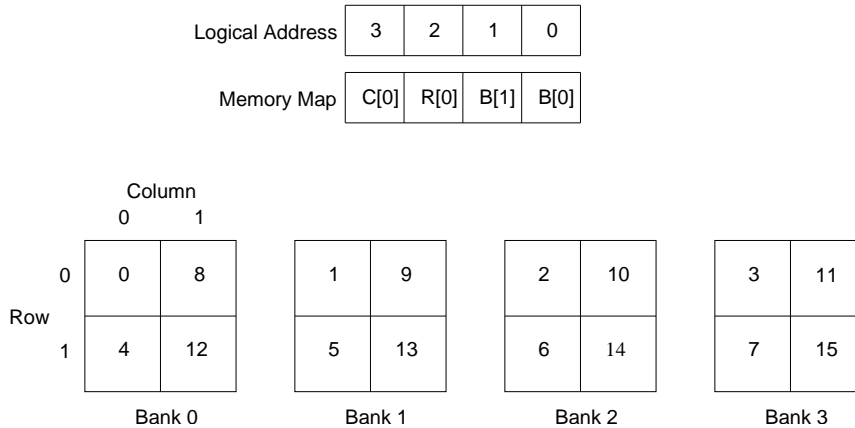 Logical Address 3 2 1 0
Memory Map C[0] R[0] B[1] B[0]
Column
0 1
0 0 8 1 9 2 10 3 11
Row
1 4 12 5 13 6 14 7 15
Bank 0 Bank 1 Bank 2 Bank 3